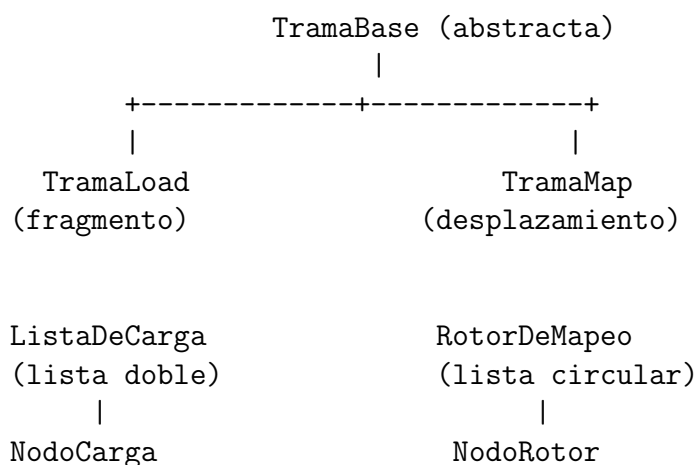 TramaBase (abstracta)
|
+-------------+-------------+
| |
TramaLoad TramaMap
(fragmento) (desplazamiento)
ListaDeCarga RotorDeMapeo
(lista doble) (lista circular)
| |
NodoCarga NodoRotor